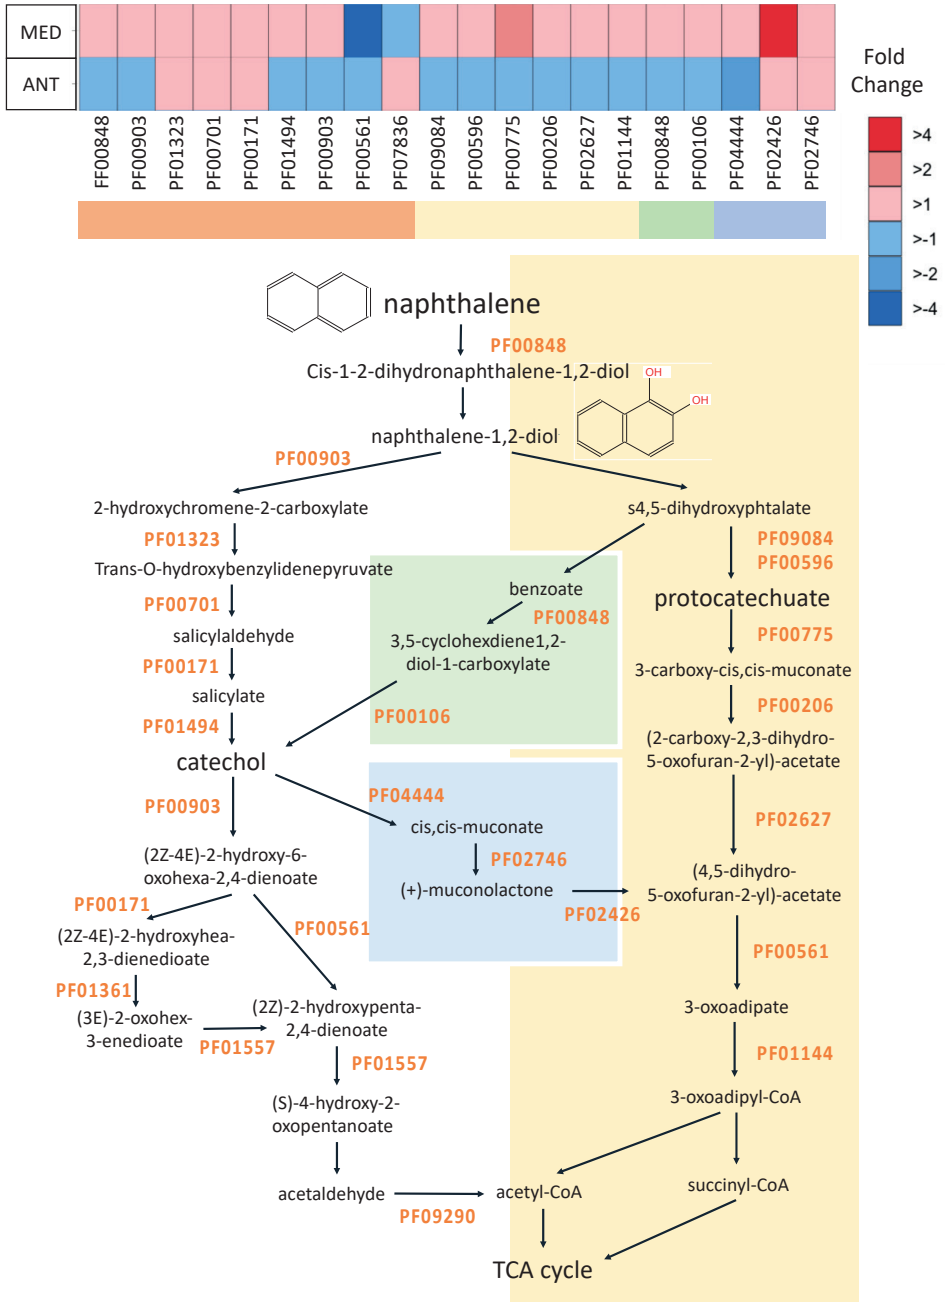 MED
ANT
Fold
Change
>4
>2
>1
>-1
>-2
>-4
FF00848
PF00903
PF01323
PF00701
PF00171
PF01494
PF00903
PF00561
PF07836
PF09084
PF00596
PF00775
PF00206
PF02627
PF01144
PF00848
PF00106
PF04444
PF02426
PF02746
naphthalene
PF00848
Cis-1-2-dihydronaphthalene-1,2-diol
OH
OH
naphthalene-1,2-diol
PF00903
2-hydroxychromene-2-carboxylate
s4,5-dihydroxyphtalate
PF01323
PF09084
PF00596
Trans-O-hydroxybenzylidenepyruvate
benzoate
protocatechuate
PF00701
PF00848
salicylaldehyde
3,5-cyclohexdiene1,2-
diol-1-carboxylate
PF00775
PF00171
3-carboxy-cis,cis-muconate
salicylate
PF00206
PF01494
PF00106
(2-carboxy-2,3-dihydro-
5-oxofuran-2-yl)-acetate
catechol
PF00903
PF04444
PF02627
cis,cis-muconate
(2Z-4E)-2-hydroxy-6-
oxohexa-2,4-dienoate
PF02746
(+)-muconolactone
(4,5-dihydro-
5-oxofuran-2-yl)-acetate
PF00171
PF02426
PF00561
(2Z-4E)-2-hydroxyhea-
2,3-dienedioate
PF00561
PF01361
(3E)-2-oxohex-
3-enedioate
(2Z)-2-hydroxypenta-
2,4-dienoate
3-oxoadipate
PF01557
PF01557
PF01144
(S)-4-hydroxy-2-
oxopentanoate
3-oxoadipyl-CoA
acetaldehyde
PF09290
acetyl-CoA
succinyl-CoA
TCA cycle